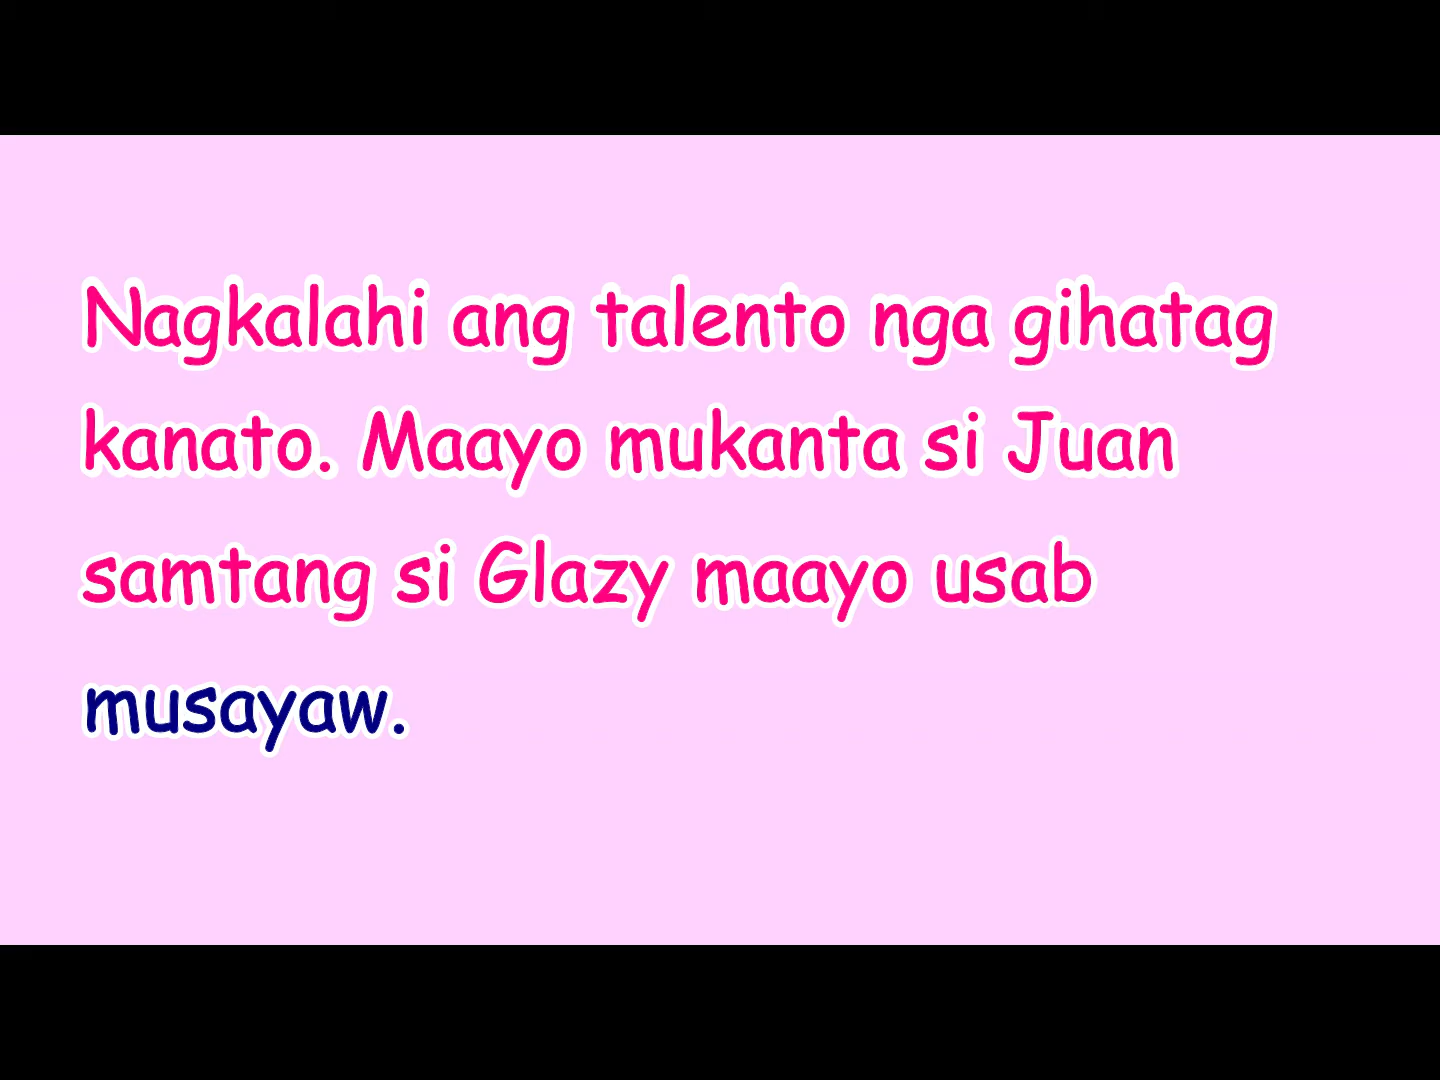 Nagkalahi ang talento nga gihatag
kanato. Maayo mukanta si Juan
samtang si Glazy maayo usab
musayaw.